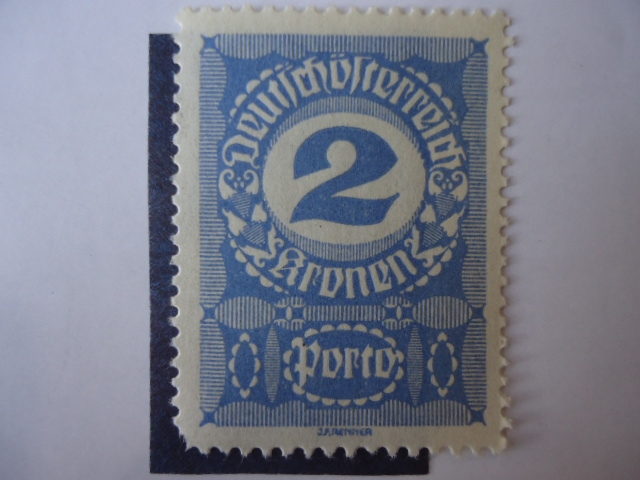 Deutschösterreich
2
Kronen
Porto
J.F.RENNER